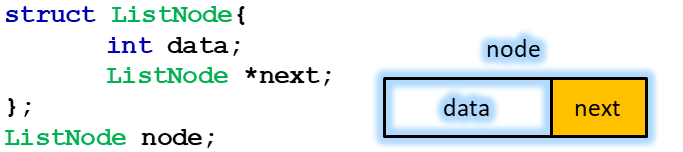 struct ListNode{
int data;
ListNode *next;
};
ListNode node;
node
data next